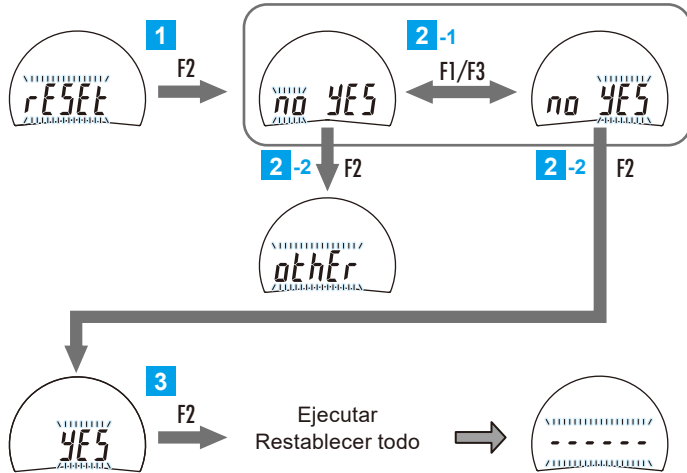 1
2 -1
F2
F1/F3
rESEt
no YES
no YES
2 -2 F2
2 -2 F2
othEr
3
F2
Ejecutar
Restablecer todo
YES
------